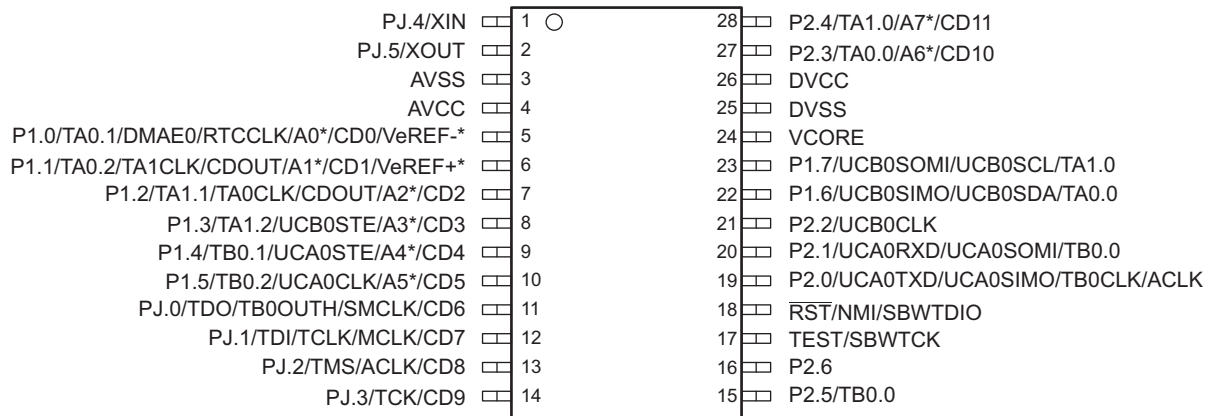 PJ.4/XIN 1 28 P2.4/TA1.0/A7*/CD11
PJ.5/XOUT 2 27 P2.3/TA0.0/A6*/CD10
AVSS 3 26 DVCC
AVCC 4 25 DVSS
P1.0/TA0.1/DMAE0/RTCCLK/A0*/CD0/VeREF-* 5 24 VCORE
P1.1/TA0.2/TA1CLK/CDOUT/A1*/CD1/VeREF+* 6 23 P1.7/UCB0SOMI/UCB0SCL/TA1.0
P1.2/TA1.1/TA0CLK/CDOUT/A2*/CD2 7 22 P1.6/UCB0SIMO/UCB0SDA/TA0.0
P1.3/TA1.2/UCB0STE/A3*/CD3 8 21 P2.2/UCB0CLK
P1.4/TB0.1/UCA0STE/A4*/CD4 9 20 P2.1/UCA0RXD/UCA0SOMI/TB0.0
P1.5/TB0.2/UCA0CLK/A5*/CD5 10 19 P2.0/UCA0TXD/UCA0SIMO/TB0CLK/ACLK
PJ.0/TDO/TB0OUTH/SMCLK/CD6 11 18 RST/NMI/SBWTDIO
PJ.1/TDI/TCLK/MCLK/CD7 12 17 TEST/SBWTCK
PJ.2/TMS/ACLK/CD8 13 16 P2.6
PJ.3/TCK/CD9 14 15 P2.5/TB0.0